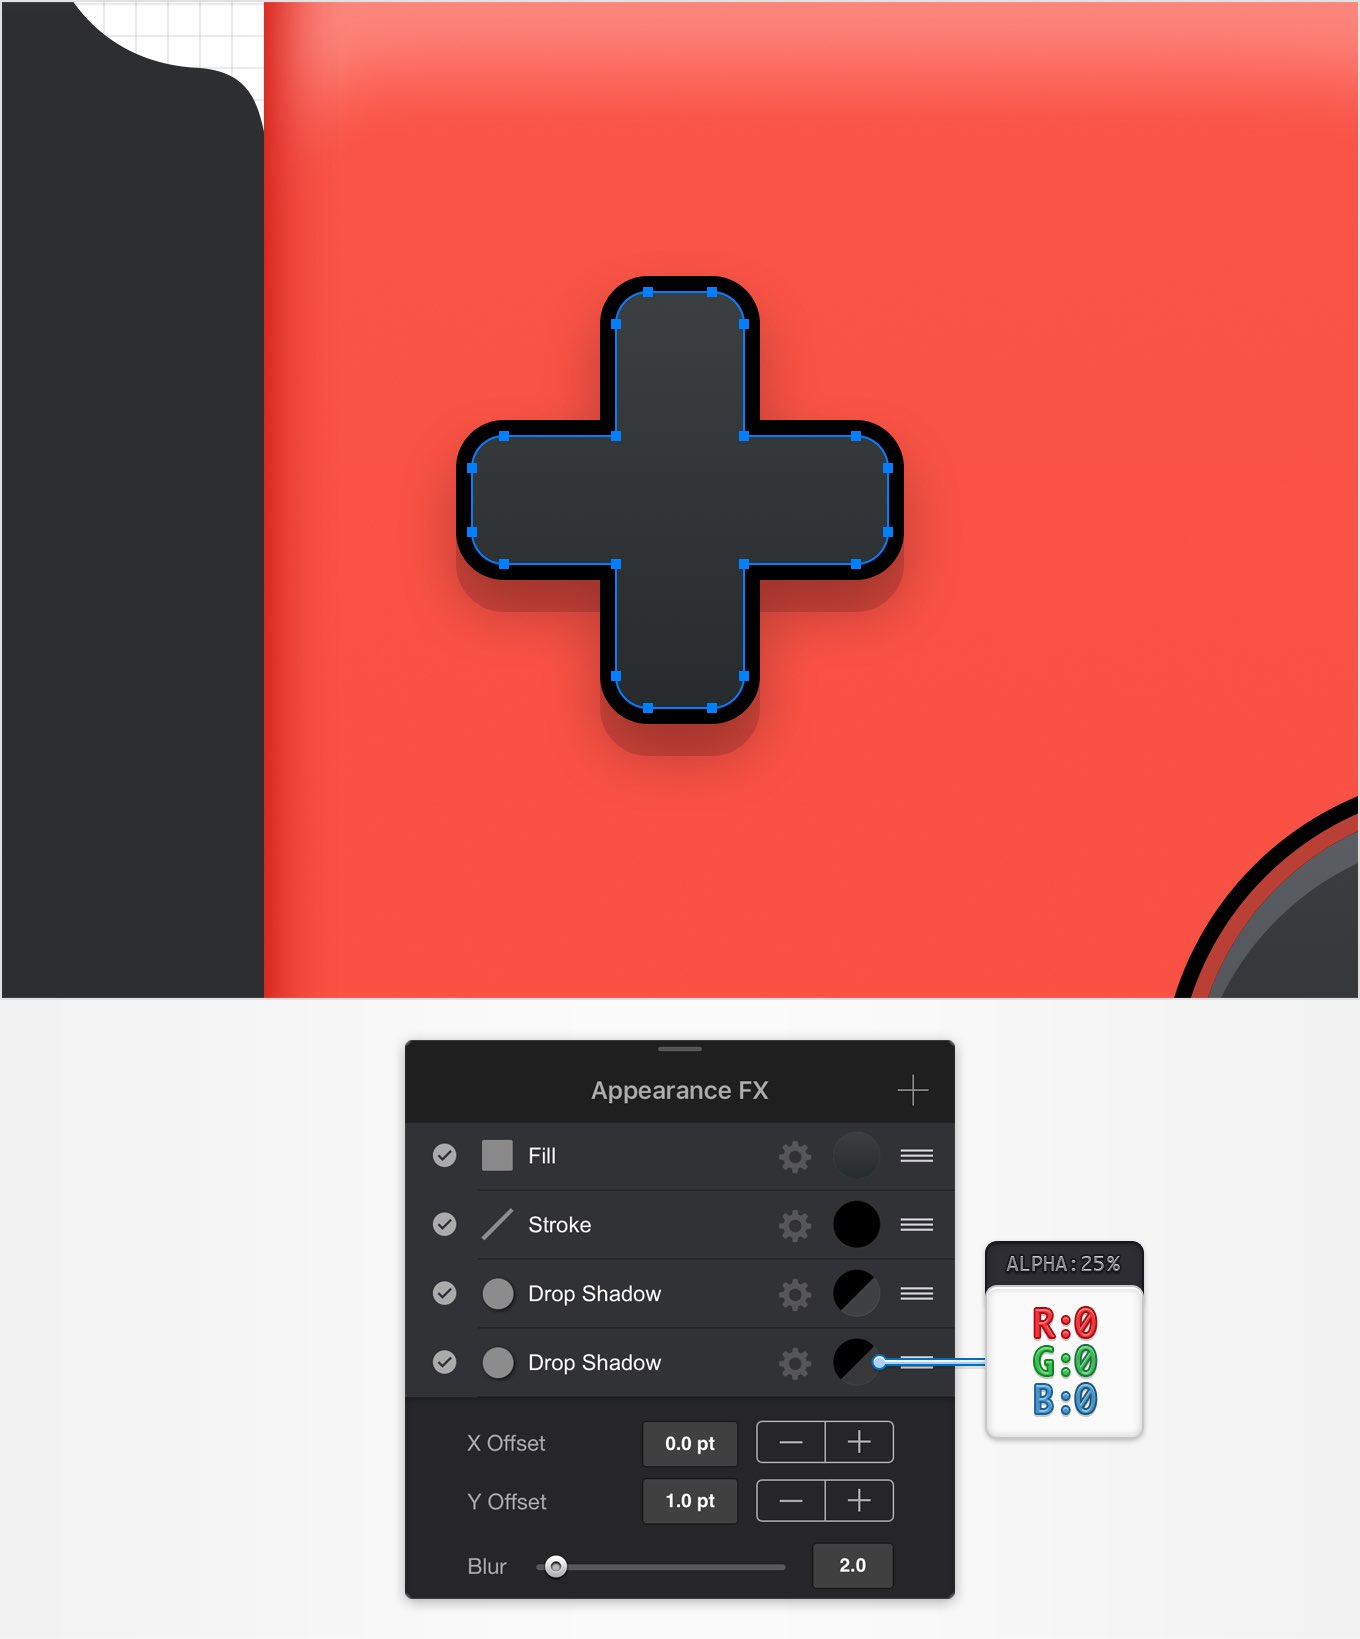 Appearance FX
Fill
Stroke
Drop Shadow
Drop Shadow
ALPHA:25%
R:0
G:0
B:0
X Offset 0.0 pt
Y Offset 1.0 pt
Blur 2.0